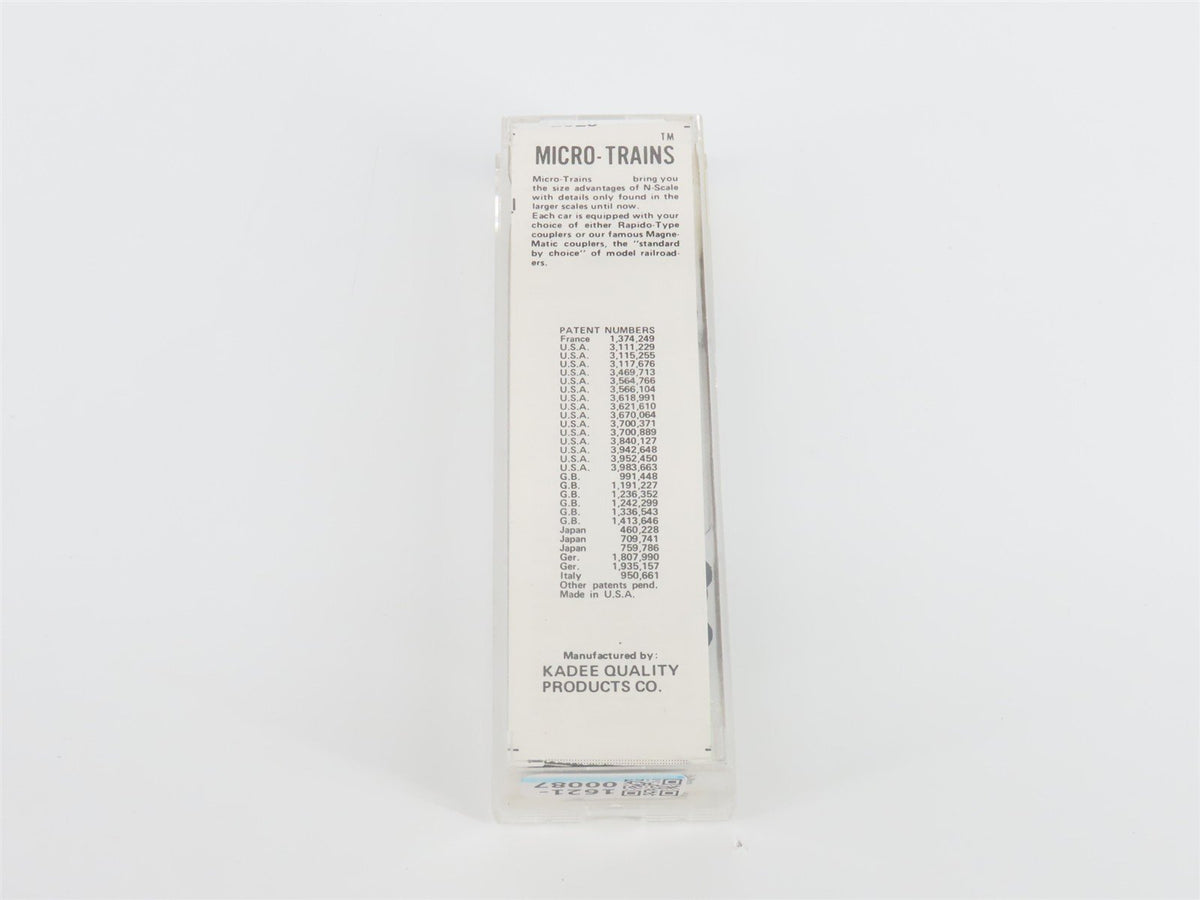 TM
MICRO-TRAINS
Micro-Trains bring you
the size advantages of N-Scale
with details only found in the
larger scales until now.
Each car is equipped with your
choice of either Rapido-Type
couplers or our famous Magne-
Matic couplers, the "standard
by choice" of model railroad-
ers.
PATENT NUMBERS
France 1,374,249
U.S.A. 3,111,229
U.S.A. 3,115,255
U.S.A. 3,117,676
U.S.A. 3,469,713
U.S.A. 3,564,766
U.S.A. 3,566,104
U.S.A. 3,618,991
U.S.A. 3,621,610
U.S.A. 3,670,064
U.S.A. 3,700,371
U.S.A. 3,700,889
U.S.A. 3,840,127
U.S.A. 3,942,648
U.S.A. 3,952,450
U.S.A. 3,983,663
G.B. 991,448
G.B. 1,191,227
G.B. 1,236,352
G.B. 1,242,299
G.B. 1,336,543
G.B. 1,413,646
Japan 460,228
Japan 709,741
Japan 759,786
Ger. 1,807,990
Ger. 1,935,157
Italy 950,661
Other patents pend.
Made in U.S.A.
Manufactured by:
KADEE QUALITY
PRODUCTS CO.
1621-
00087